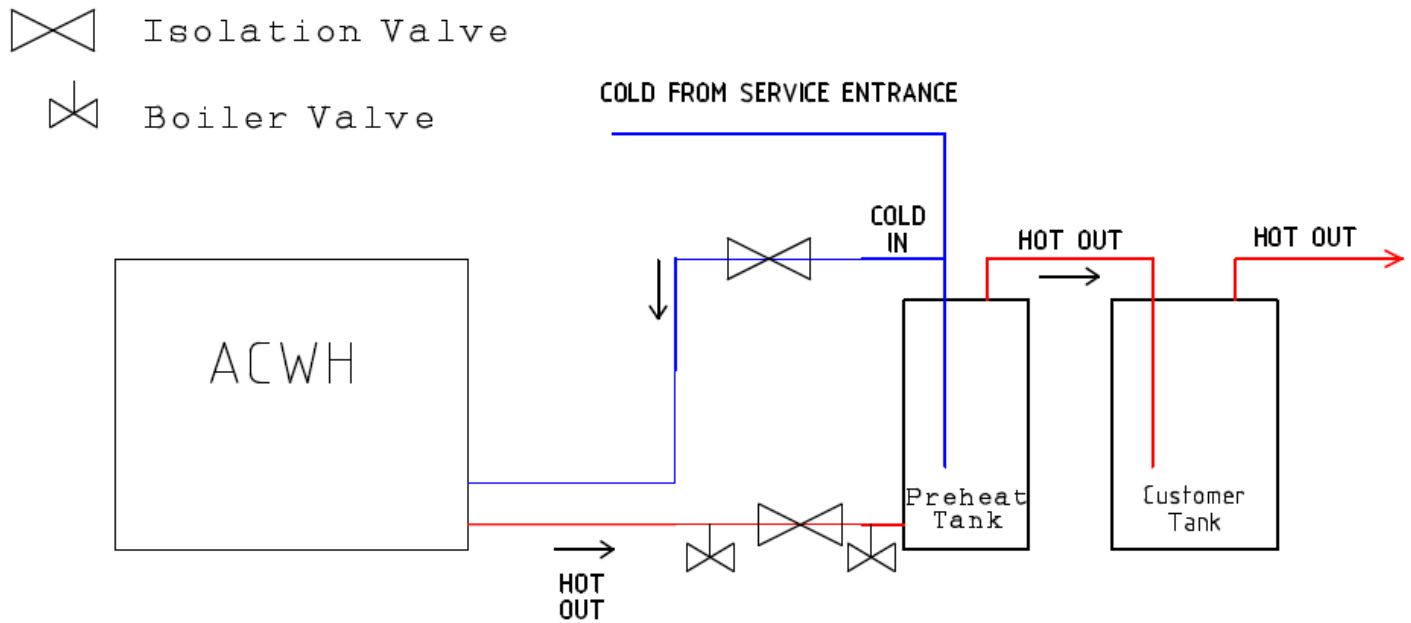 Isolation Valve
Boiler Valve
COLD FROM SERVICE ENTRANCE
COLD
IN
HOT OUT
HOT OUT
ACWH
Preheat
Tank
Customer
Tank
HOT
OUT